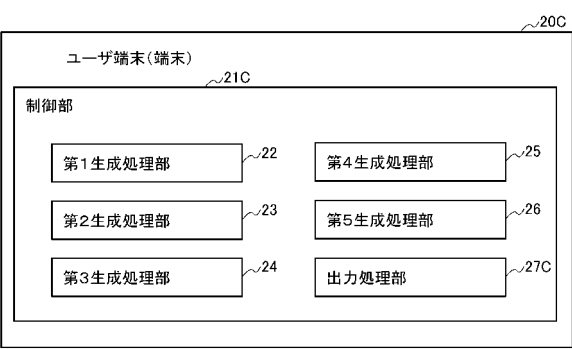 20C
ユーザ端末(端末)
21C
制御部
第1生成処理部
22
第4生成処理部
25
第2生成処理部
23
第5生成処理部
26
第3生成処理部
24
出力処理部
27C